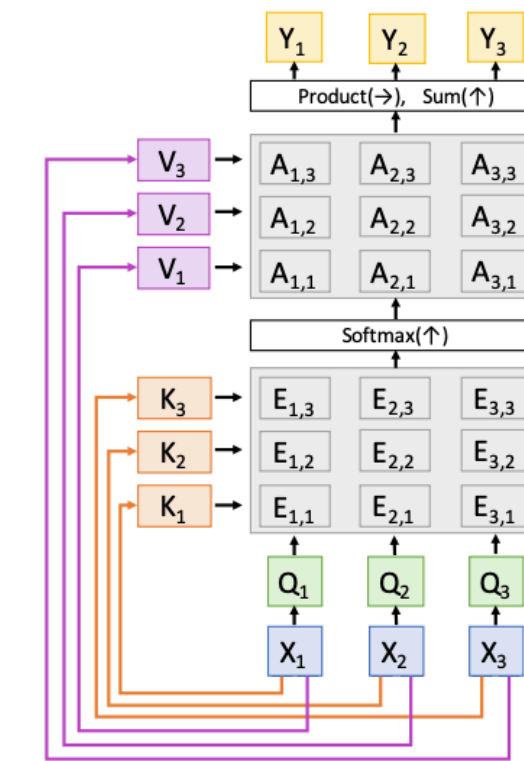 Y1 Y2 Y3
Product(→), Sum(↑)
V3 A1,3 A2,3 A3,3
V2 A1,2 A2,2 A3,2
V1 A1,1 A2,1 A3,1
Softmax(↑)
K3 E1,3 E2,3 E3,3
K2 E1,2 E2,2 E3,2
K1 E1,1 E2,1 E3,1
Q1 Q2 Q3
X1 X2 X3